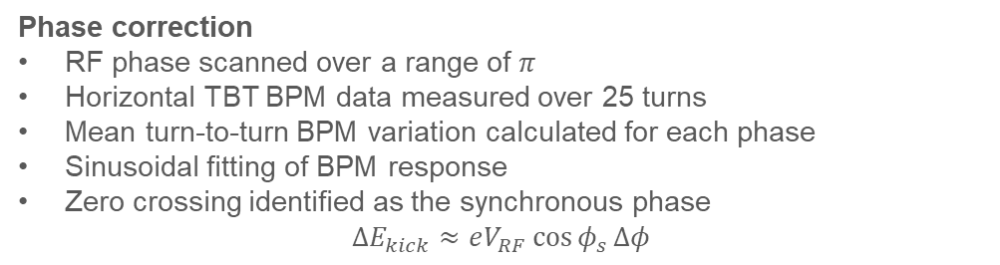 Phase correction
• RF phase scanned over a range of π
• Horizontal TBT BPM data measured over 25 turns
• Mean turn-to-turn BPM variation calculated for each phase
• Sinusoidal fitting of BPM response
• Zero crossing identified as the synchronous phase
ΔE_kick ≈ eV_RF cos ϕ_s Δϕ